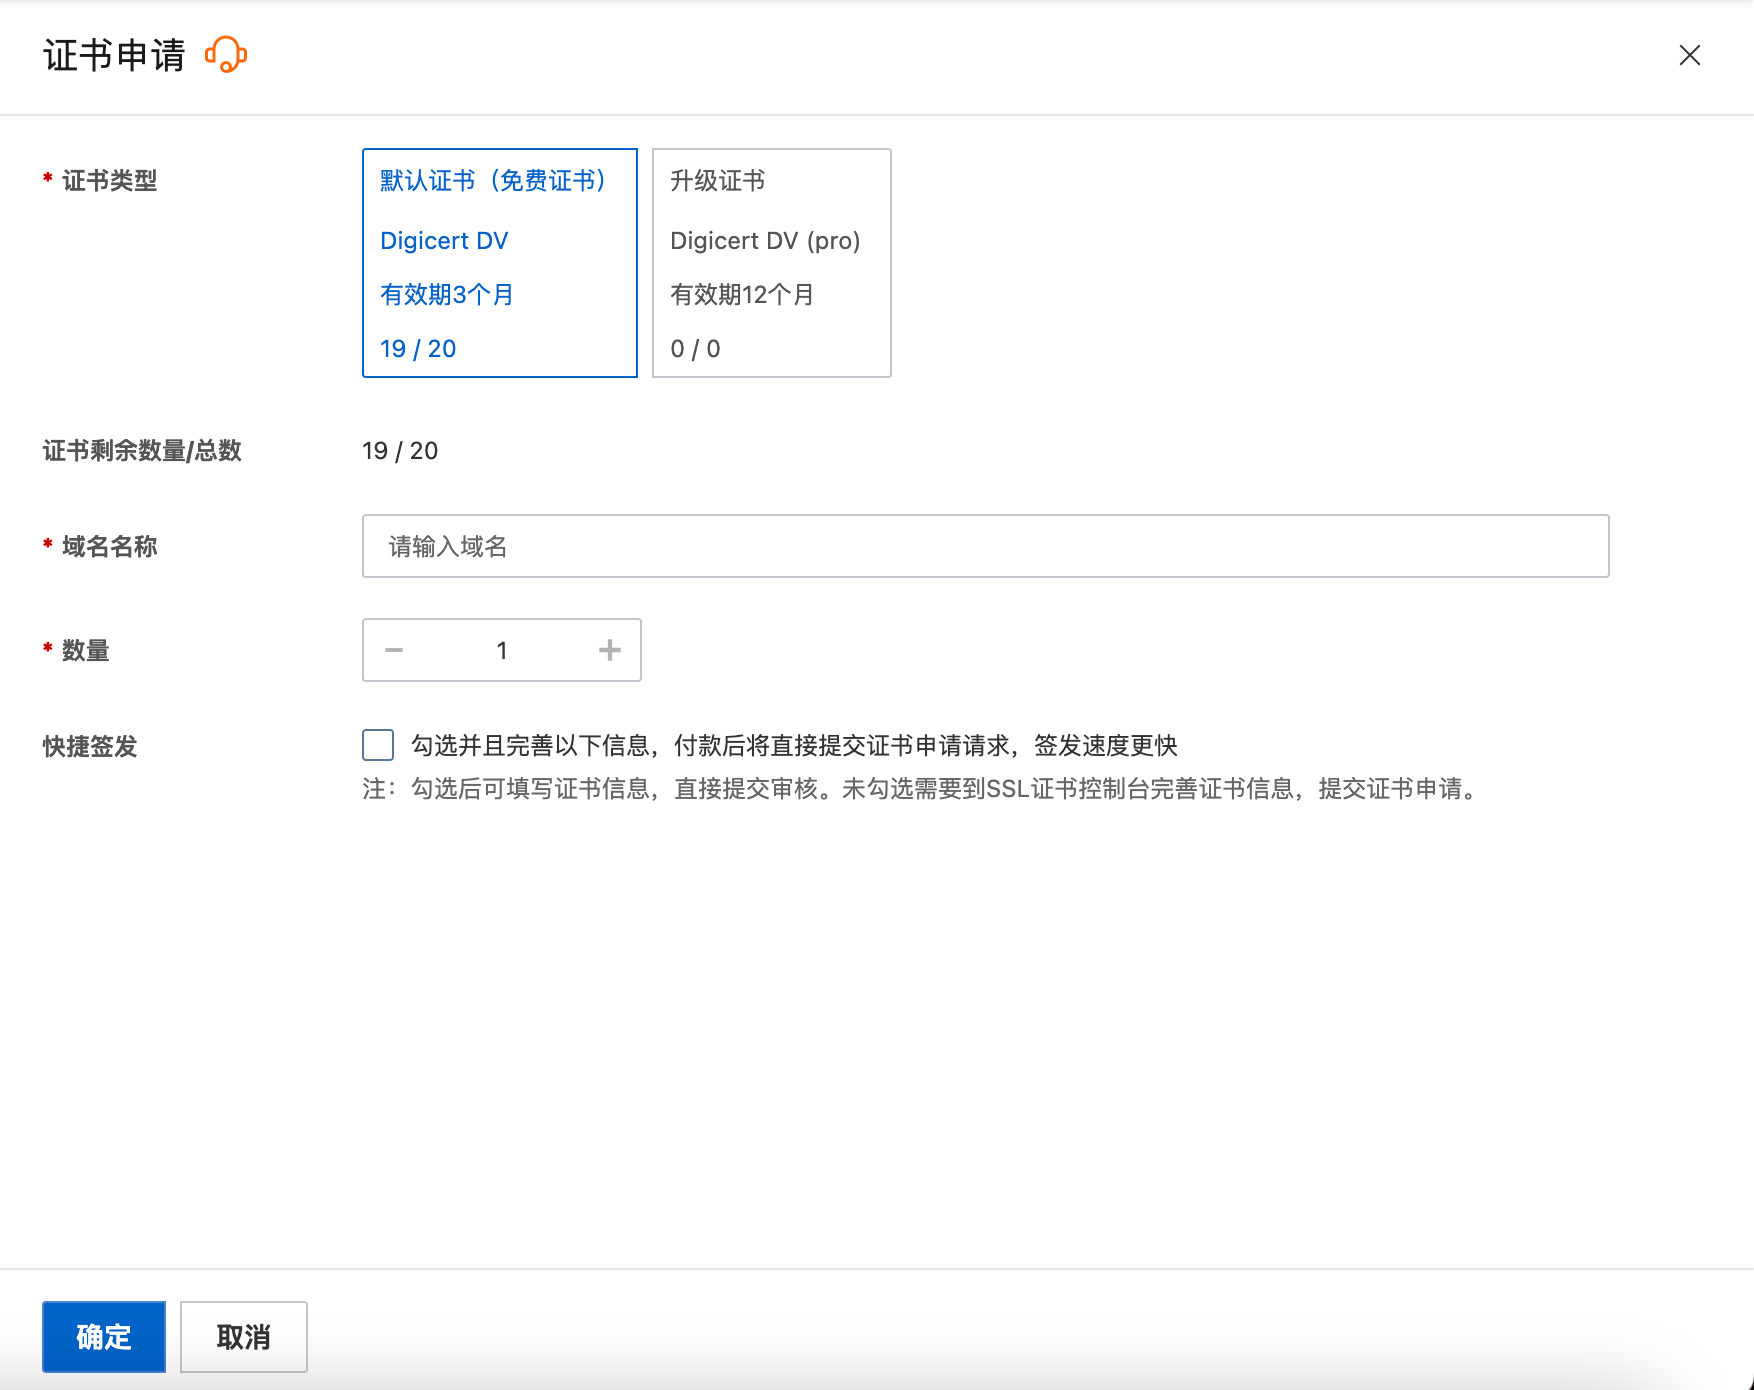 证书申请
* 证书类型
默认证书（免费证书）
Digicert DV
有效期3个月
19 / 20
升级证书
Digicert DV (pro)
有效期12个月
0 / 0
证书剩余数量/总数
19 / 20
* 域名名称
请输入域名
* 数量
1
快捷签发
勾选并且完善以下信息，付款后将直接提交证书申请请求，签发速度更快
注：勾选后可填写证书信息，直接提交审核。未勾选需要到SSL证书控制台完善证书信息，提交证书申请。
确定
取消